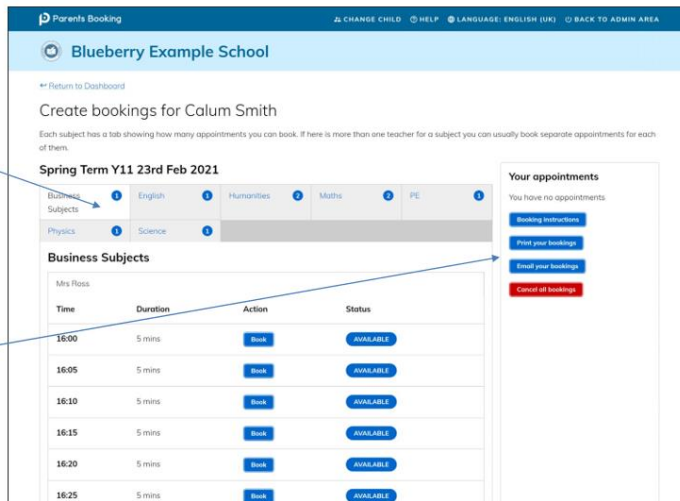 Parents Booking
CHANGE CHILD HELP LANGUAGE: ENGLISH (UK) BACK TO ADMIN AREA
Blueberry Example School
Return to Dashboard
Create bookings for Calum Smith
Each subject has a tab showing how many appointments you can book. If here is more than one teacher for a subject you can usually book separate appointments for each
of them.
Spring Term Y11 23rd Feb 2021
Business Subjects 1 English 1 Humanities 2 Maths 2 PE 1
Physics 1 Science 1
Business Subjects
Mrs Ross
Time Duration Action Status
16:00 5 mins Book AVAILABLE
16:05 5 mins Book AVAILABLE
16:10 5 mins Book AVAILABLE
16:15 5 mins Book AVAILABLE
16:20 5 mins Book AVAILABLE
16:25 5 mins Book AVAILABLE
Your appointments
You have no appointments
Booking instructions
Print your bookings
Email your bookings
Cancel all bookings